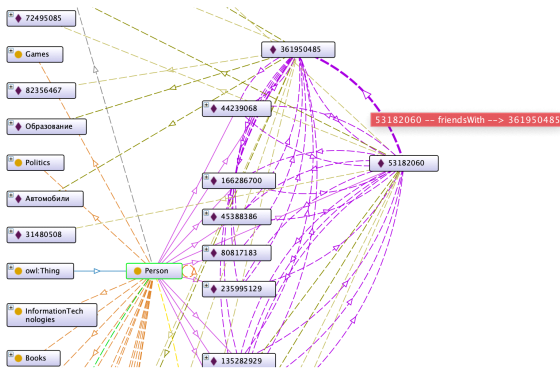 72495085
361950485
Games
82356467
44239068
53182060 -- friendsWith --> 361950485
Образование
Politics
53182060
166286700
Автомобили
45388386
31480508
80817183
owl:Thing
Person
235995129
InformationTech
nologies
Books
135282929